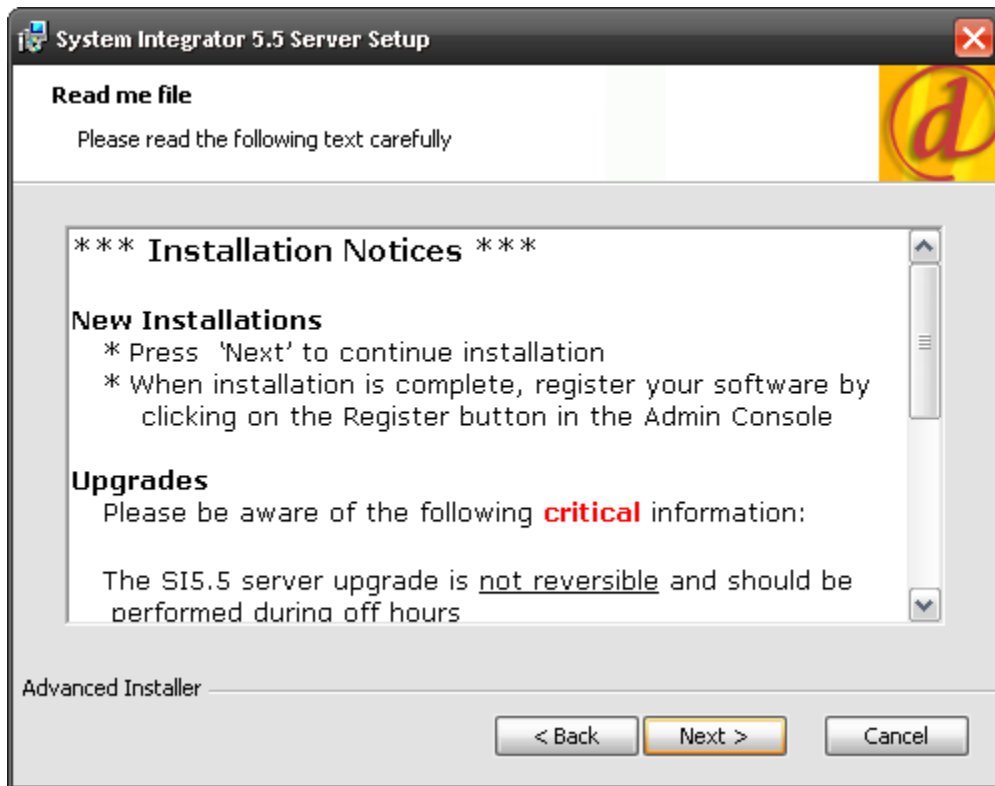 System Integrator 5.5 Server Setup
Read me file
Please read the following text carefully
*** Installation Notices ***
New Installations
* Press 'Next' to continue installation
* When installation is complete, register your software by
clicking on the Register button in the Admin Console
Upgrades
Please be aware of the following critical information:
The SI5.5 server upgrade is not reversible and should be
performed during off hours
Advanced Installer
< Back Next > Cancel